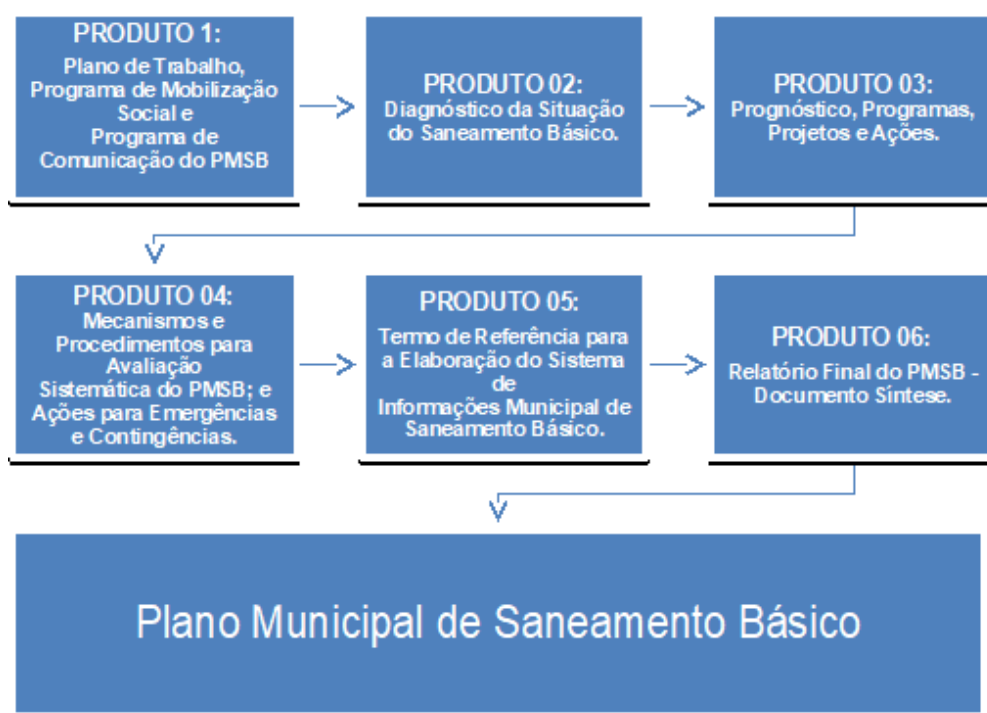 PRODUTO 1:
Plano de Trabalho,
Programa de Mobilização
Social e
Programa de
Comunicação do PMSB
PRODUTO 02:
Diagnóstico da Situação
do Saneamento Básico.
PRODUTO 03:
Prognóstico, Programas,
Projetos e Ações.
PRODUTO 04:
Mecanismos e
Procedimentos para
Avaliação
Sistemática do PMSB; e
Ações para Emergências
e Contingências.
PRODUTO 05:
Termo de Referência para
a Elaboração do Sistema
de
Informações Municipal de
Saneamento Básico.
PRODUTO 06:
Relatório Final do PMSB -
Documento Síntese.
Plano Municipal de Saneamento Básico